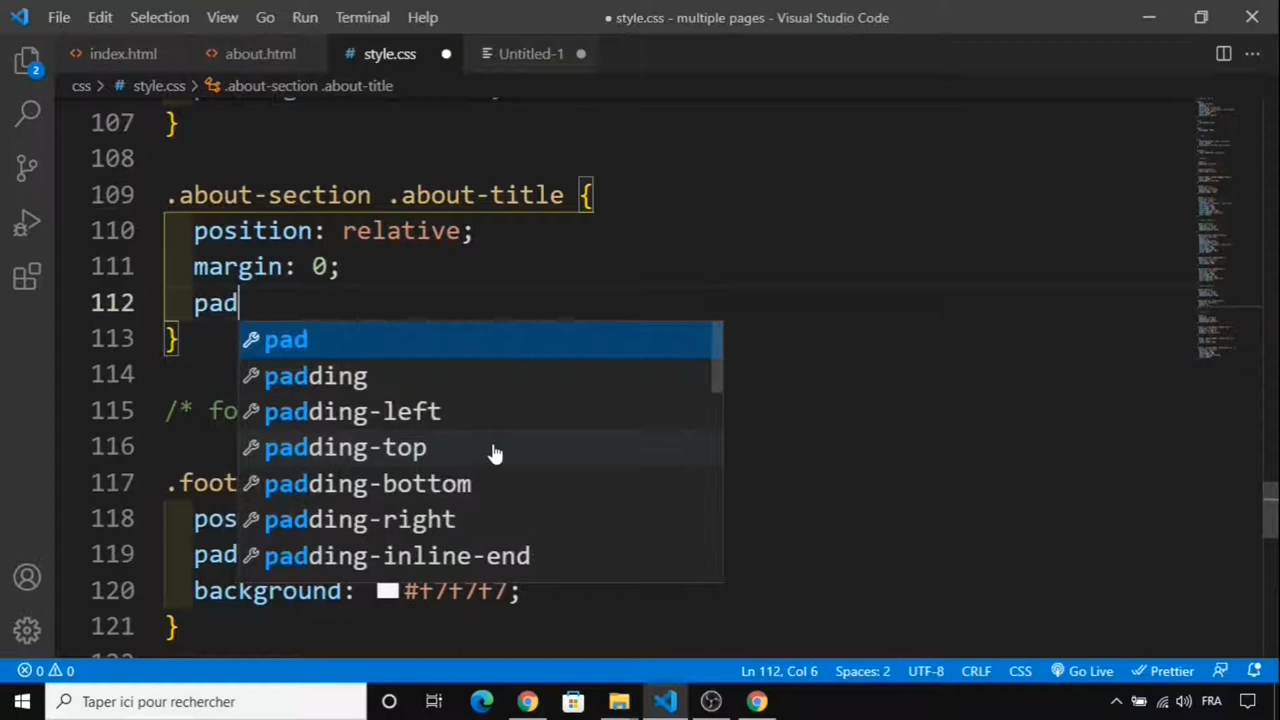 File Edit Selection View Go Run Terminal Help
● style.css - multiple pages - Visual Studio Code
index.html about.html # style.css ● Untitled-1 ●
css > # style.css > .about-section .about-title
2
107 }
108
109 .about-section .about-title {
110 position: relative;
111 margin: 0;
112 pad
pad
113 }
padding
114
padding-left
115 /* fo
padding-top
116
padding-bottom
117 .foot
padding-right
118 pos
padding-inline-end
119 pad
120 background: #f7f7f7;
121 }
0 0 Ln 112, Col 6 Spaces: 2 UTF-8 CRLF CSS Go Live Prettier
Taper ici pour rechercher FRA